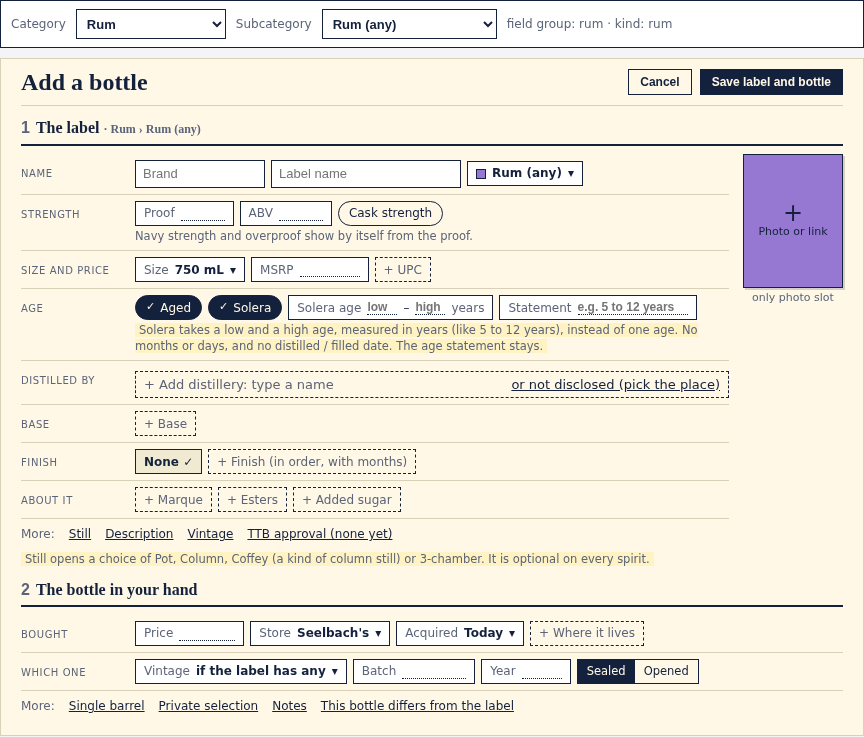 Category Rum Subcategory Rum (any) field group: rum · kind: rum
Add a bottle Cancel Save label and bottle
1 The label · Rum › Rum (any)
NAME Brand Label name Rum (any) ▾
STRENGTH Proof ABV Cask strength
Navy strength and overproof show by itself from the proof.
+
Photo or link
only photo slot
SIZE AND PRICE Size 750 mL ▾ MSRP + UPC
AGE ✓ Aged ✓ Solera Solera age low – high years Statement e.g. 5 to 12 years
Solera takes a low and a high age, measured in years (like 5 to 12 years), instead of one age. No
months or days, and no distilled / filled date. The age statement stays.
DISTILLED BY + Add distillery: type a name or not disclosed (pick the place)
BASE + Base
FINISH None ✓ + Finish (in order, with months)
ABOUT IT + Marque + Esters + Added sugar
More: Still Description Vintage TTB approval (none yet)
Still opens a choice of Pot, Column, Coffey (a kind of column still) or 3-chamber. It is optional on every spirit.
2 The bottle in your hand
BOUGHT Price Store Seelbach's ▾ Acquired Today ▾ + Where it lives
WHICH ONE Vintage if the label has any ▾ Batch Year Sealed Opened
More: Single barrel Private selection Notes This bottle differs from the label